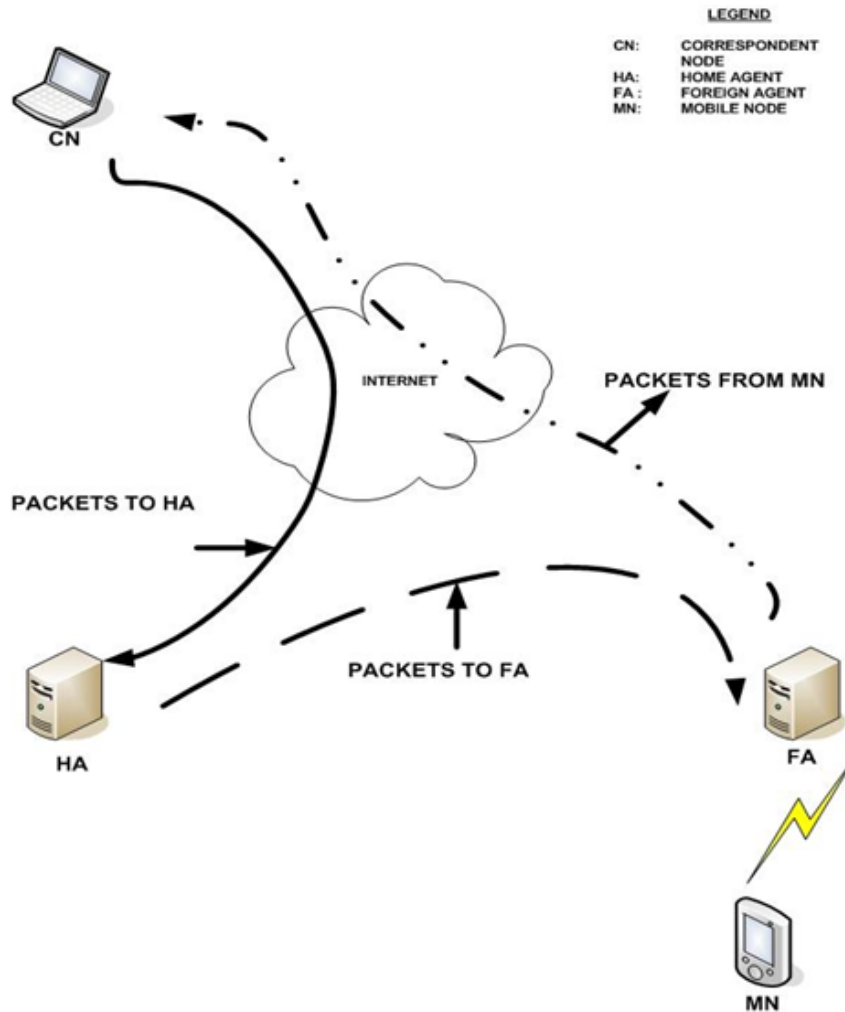 LEGEND
CN: CORRESPONDENT
NODE
HA: HOME AGENT
FA : FOREIGN AGENT
MN: MOBILE NODE
CN
INTERNET
PACKETS FROM MN
PACKETS TO HA
PACKETS TO FA
HA
FA
MN